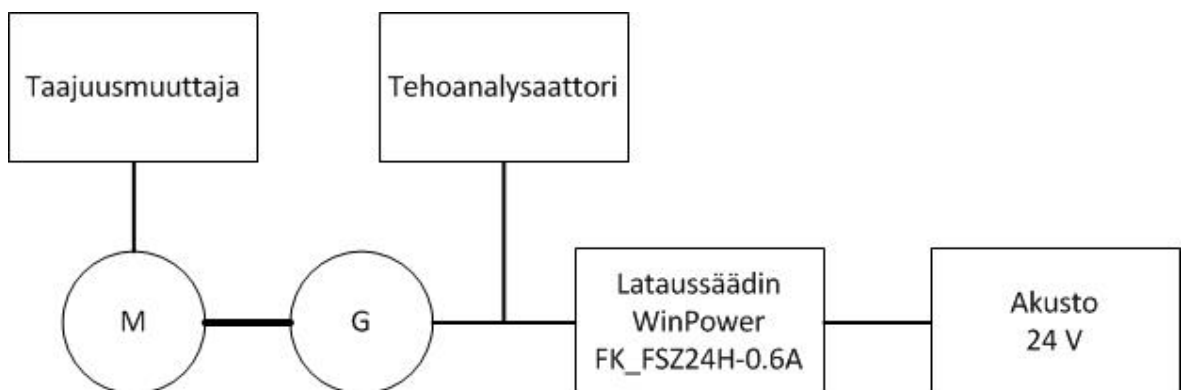 Taajuusmuuttaja
Tehoanalysaattori
M
G
Lataussäädin
WinPower
FK_FSZ24H-0.6A
Akusto
24 V